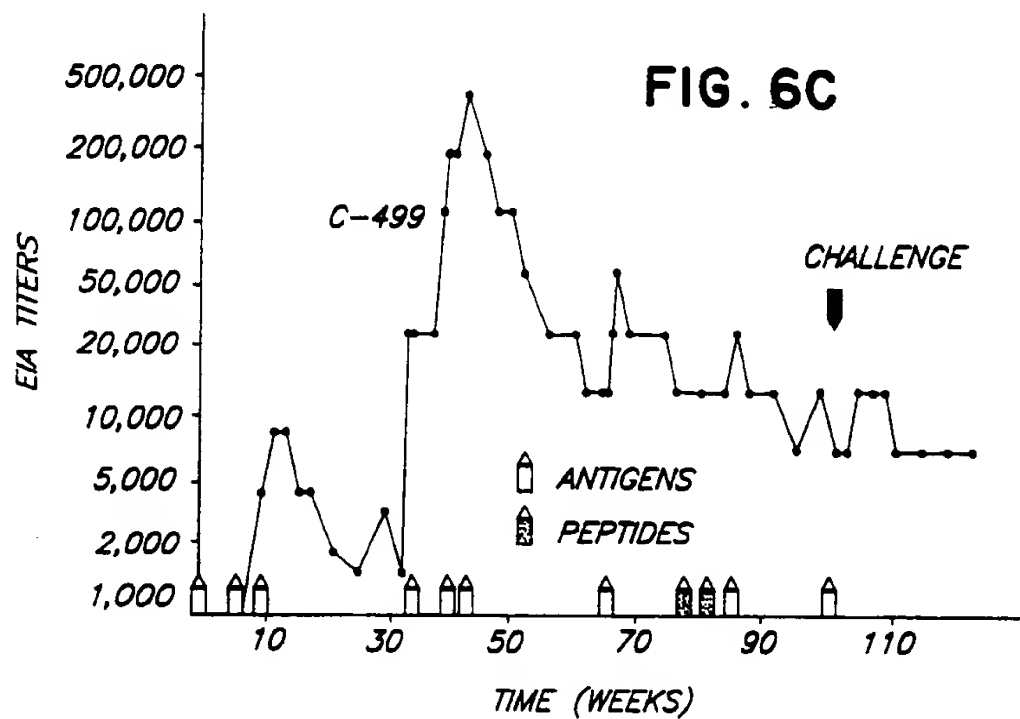 FIG. 6C
500,000
200,000
100,000
50,000
20,000
10,000
5,000
2,000
1,000
EIA TITERS
C-499
CHALLENGE
ANTIGENS
PEPTIDES
10 30 50 70 90 110
TIME (WEEKS)